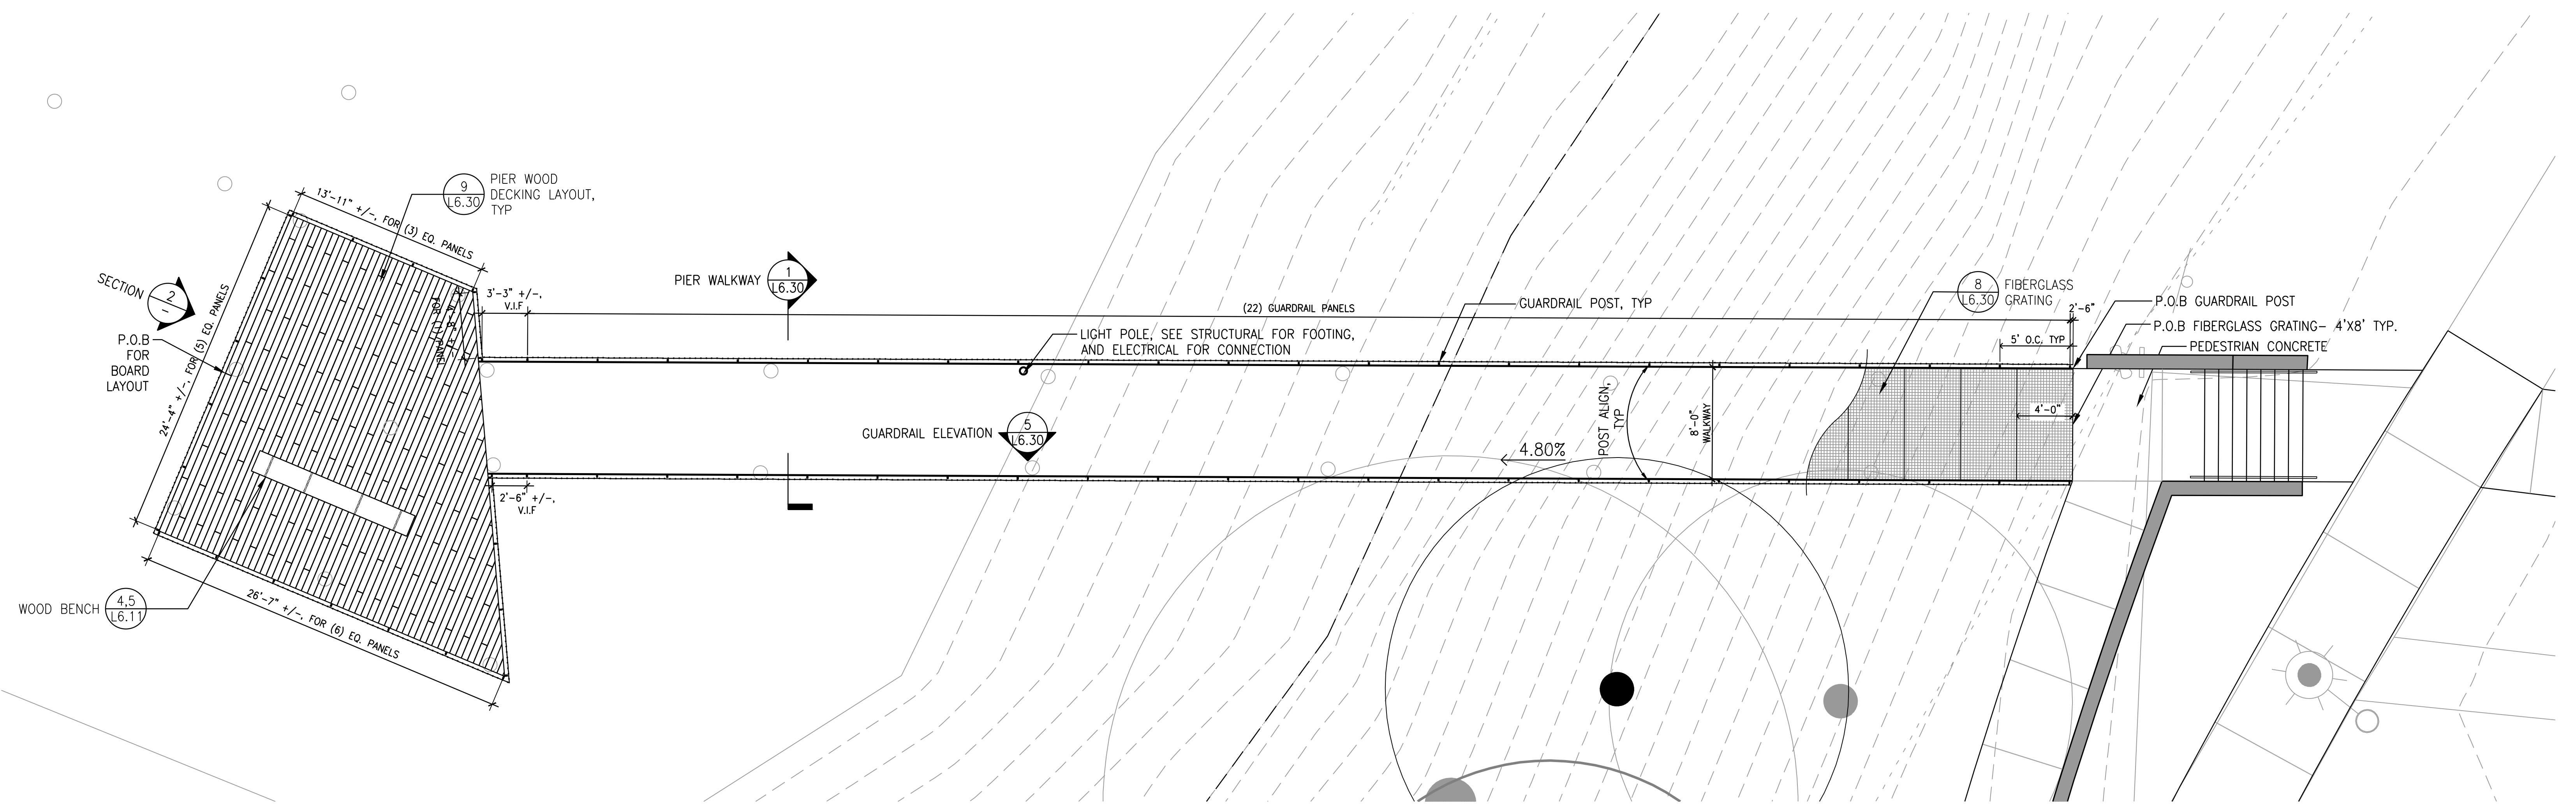 9
L6.30
PIER WOOD
DECKING LAYOUT,
TYP
13'-11" +/-, FOR (3) EQ. PANELS
SECTION
2
-
24'-4" +/-, FOR (5) EQ. PANELS
P.O.B
FOR
BOARD
LAYOUT
4'-8" +/-,
FOR (1) PANEL
3'-3" +/-,
V.I.F
PIER WALKWAY
1
L6.30
(22) GUARDRAIL PANELS
LIGHT POLE, SEE STRUCTURAL FOR FOOTING,
AND ELECTRICAL FOR CONNECTION
GUARDRAIL POST, TYP
8
L6.30
FIBERGLASS
GRATING
2'-6"
5' O.C. TYP
P.O.B GUARDRAIL POST
P.O.B FIBERGLASS GRATING- 4'X8' TYP.
PEDESTRIAN CONCRETE
4'-0"
8'-0"
WALKWAY
POST ALIGN,
TYP
4.80%
GUARDRAIL ELEVATION
5
L6.30
2'-6" +/-,
V.I.F
WOOD BENCH
4,5
L6.11
26'-7" +/-, FOR (6) EQ. PANELS